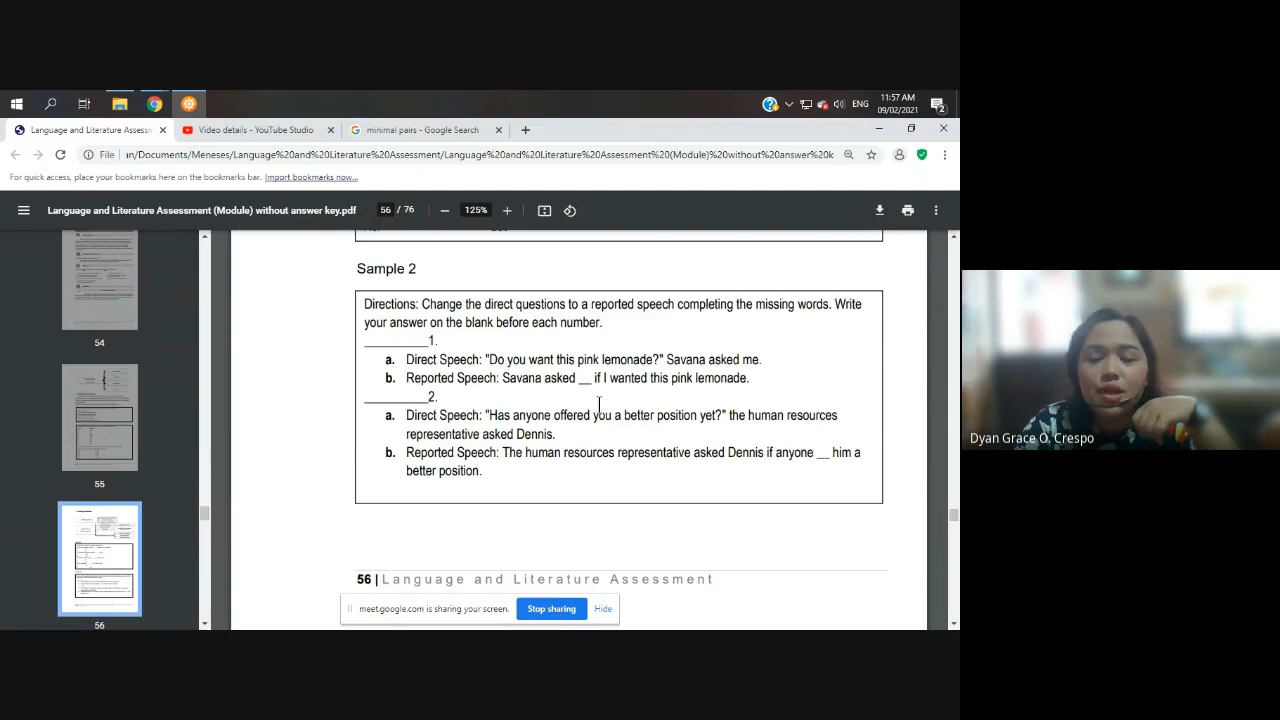 11:57 AM
ENG
09/02/2021
2
Language and Literature Assessm
Video details - YouTube Studio
minimal pairs - Google Search
File
ın/Documents/Meneses/Language%20and%20Literature%20Assessment/Language%20and%20Literature%20Assessment%20(Module)%20without%20answer%20k
For quick access, place your bookmarks here on the bookmarks bar. Import bookmarks now...
Language and Literature Assessment (Module) without answer key.pdf
56 / 76
125%
Sample 2
Directions: Change the direct questions to a reported speech completing the missing words. Write
your answer on the blank before each number.
__________1.
a. Direct Speech: "Do you want this pink lemonade?" Savana asked me.
b. Reported Speech: Savana asked __ if I wanted this pink lemonade.
__________2.
a. Direct Speech: "Has anyone offered you a better position yet?" the human resources
representative asked Dennis.
b. Reported Speech: The human resources representative asked Dennis if anyone __ him a
better position.
56 | Language and Literature Assessment
meet.google.com is sharing your screen.
Stop sharing
Hide
54
55
56
Dyan Grace O. Crespo